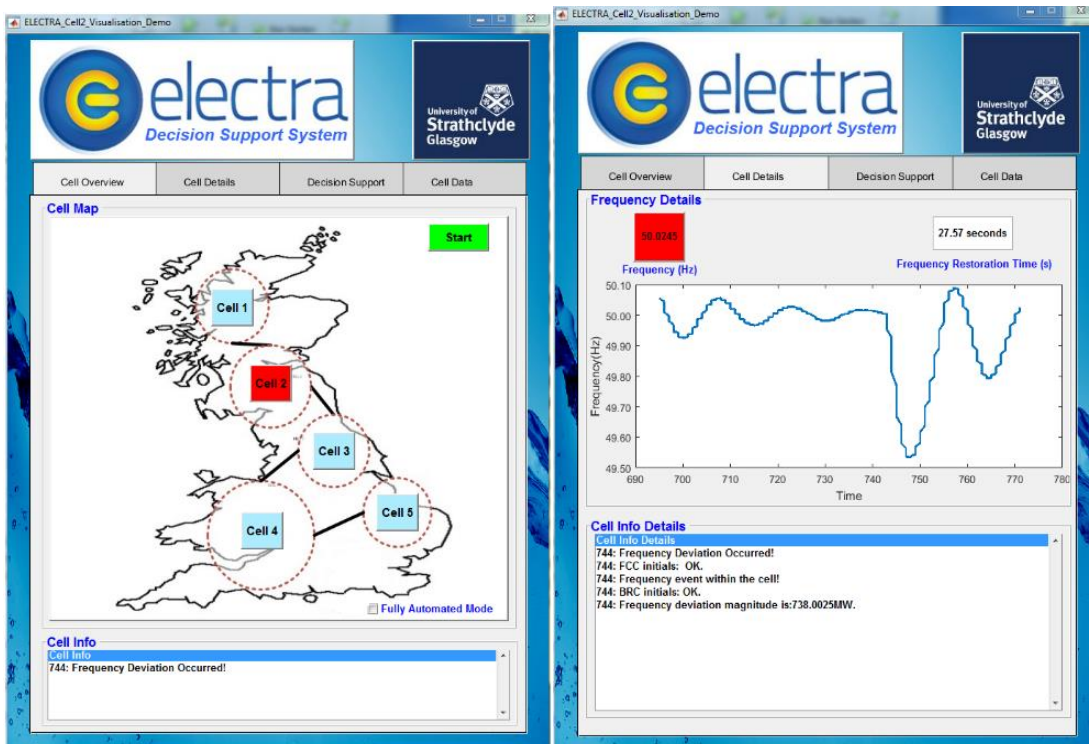 ELECTRA_Cell2_Visualisation_Demo
electra
Decision Support System
University of
Strathclyde
Glasgow
Cell Overview
Cell Details
Decision Support
Cell Data
Cell Map
Start
Cell 1
Cell 2
Cell 3
Cell 5
Cell 4
Fully Automated Mode
Cell Info
Cell Info
744: Frequency Deviation Occurred!
ELECTRA_Cell2_Visualisation_Demo
electra
Decision Support System
University of
Strathclyde
Glasgow
Cell Overview
Cell Details
Decision Support
Cell Data
Frequency Details
50.0245
27.57 seconds
Frequency (Hz)
Frequency Restoration Time (s)
50.10
50.00
49.90
49.80
49.70
49.60
49.50
Frequency(Hz)
690 700 710 720 730 740 750 760 770 780
Time
Cell Info Details
Cell Info Details
744: Frequency Deviation Occurred!
744: FCC initials: OK.
744: Frequency event within the cell!
744: BRC initials: OK.
744: Frequency deviation magnitude is:738.0025MW.